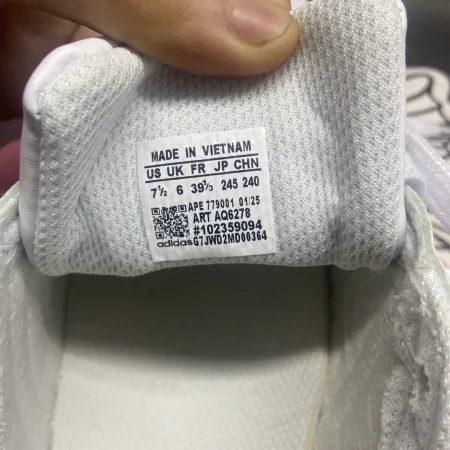 MADE IN VIETNAM
US UK FR JP CHN
7½ 6 39⅓ 245 240
APE 779001 01/25
ART AQ6278
#102359094
adidas G7JWD2MD00364